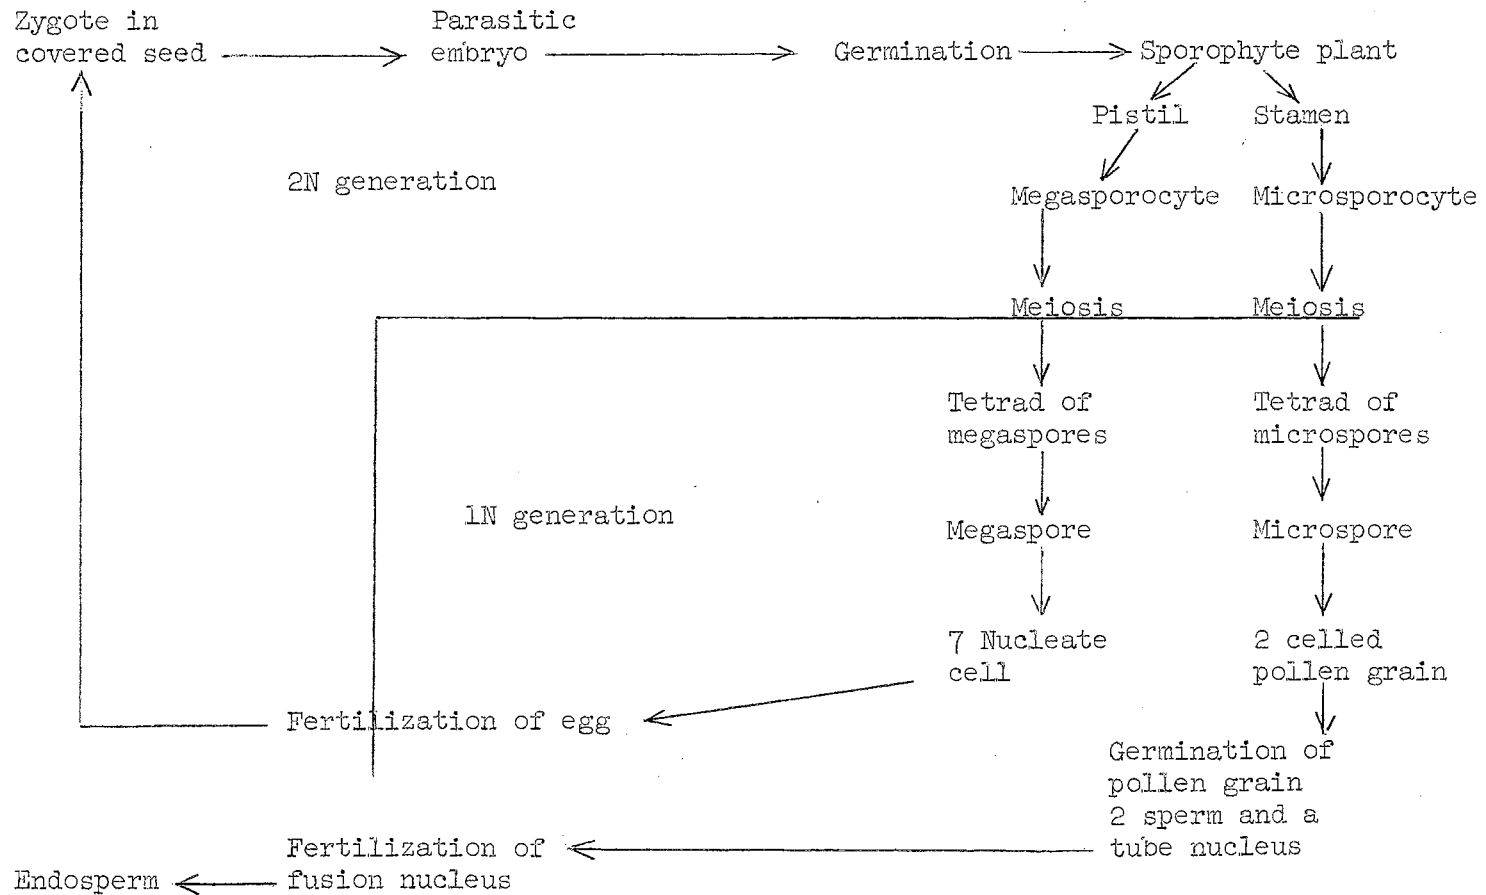 Zygote in
covered seed
Parasitic
embryo
Germination
Sporophyte plant
Pistil
Stamen
2N generation
Megasporocyte
Microsporocyte
Meiosis
Meiosis
Tetrad of
megaspores
Tetrad of
microspores
1N generation
Megaspore
Microspore
7 Nucleate
cell
2 celled
pollen grain
Fertilization of egg
Germination of
pollen grain
2 sperm and a
tube nucleus
Fertilization of
fusion nucleus
Endosperm